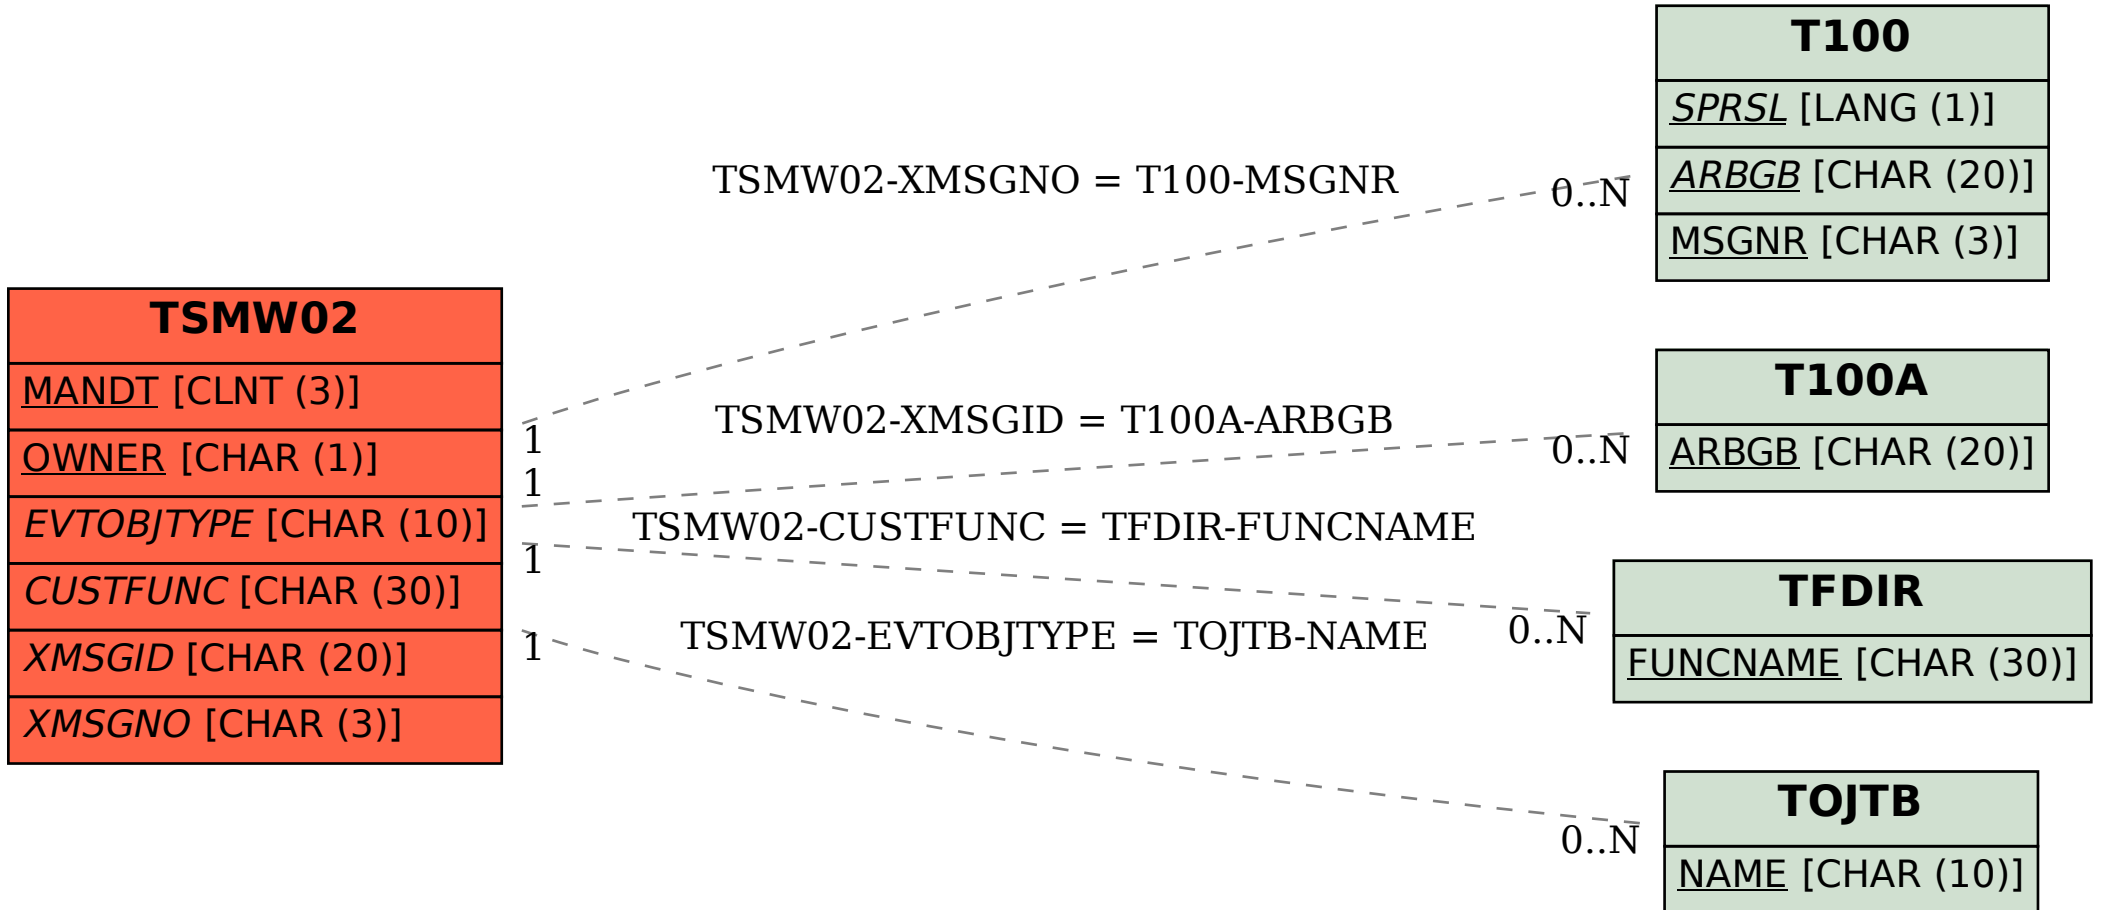 TSMW02
MANDT [CLNT (3)]
OWNER [CHAR (1)]
EVTOBJTYPE [CHAR (10)]
CUSTFUNC [CHAR (30)]
XMSGID [CHAR (20)]
XMSGNO [CHAR (3)]
TSMW02-XMSGNO = T100-MSGNR
0..N
1
TSMW02-XMSGID = T100A-ARBGB
0..N
1
TSMW02-CUSTFUNC = TFDIR-FUNCNAME
0..N
1
TSMW02-EVTOBJTYPE = TOJTB-NAME
0..N
1
T100
SPRSL [LANG (1)]
ARBGB [CHAR (20)]
MSGNR [CHAR (3)]
T100A
ARBGB [CHAR (20)]
TFDIR
FUNCNAME [CHAR (30)]
TOJTB
NAME [CHAR (10)]